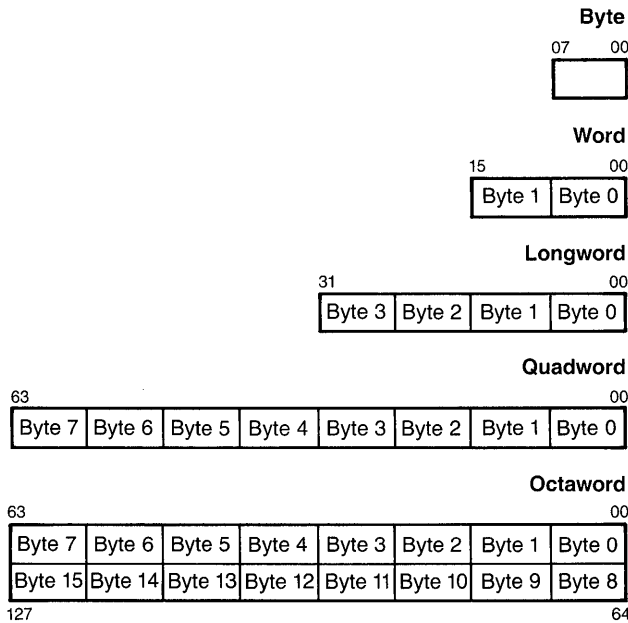 Byte
07 00
Word
15 00
Byte 1 Byte 0
Longword
31 00
Byte 3 Byte 2 Byte 1 Byte 0
Quadword
63 00
Byte 7 Byte 6 Byte 5 Byte 4 Byte 3 Byte 2 Byte 1 Byte 0
Octaword
63 00
Byte 7 Byte 6 Byte 5 Byte 4 Byte 3 Byte 2 Byte 1 Byte 0
Byte 15 Byte 14 Byte 13 Byte 12 Byte 11 Byte 10 Byte 9 Byte 8
127 64